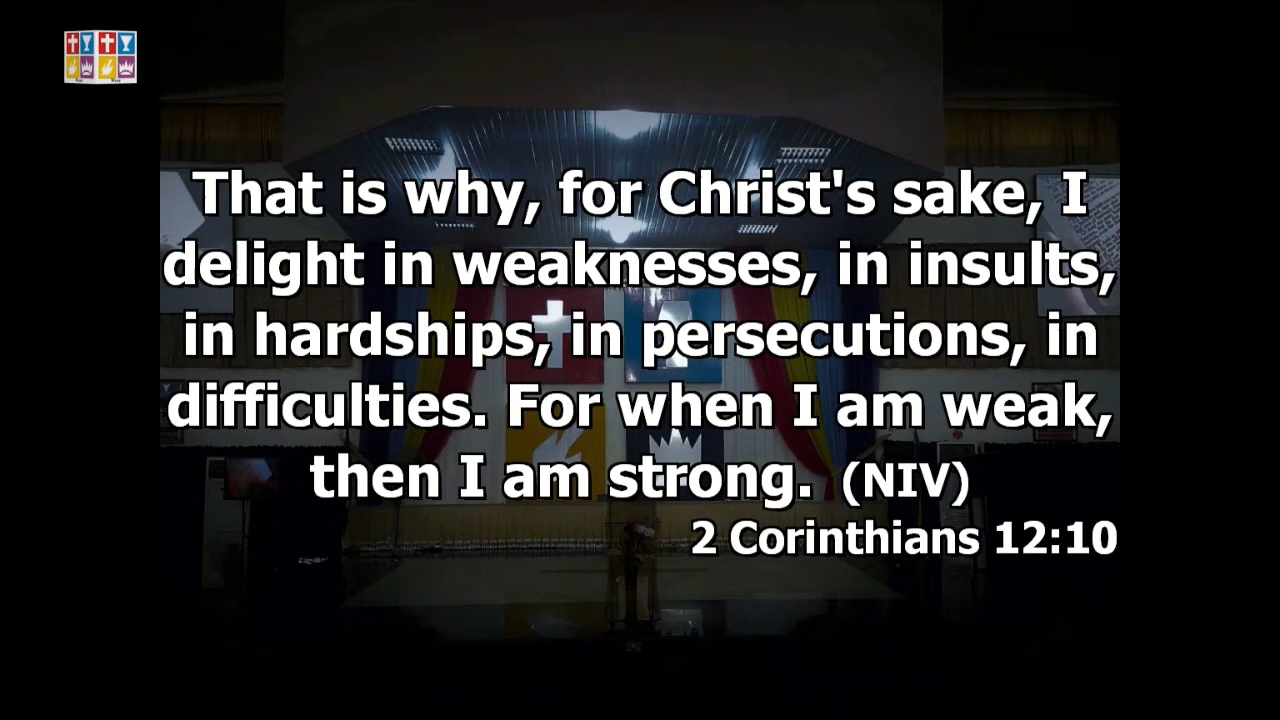 That is why, for Christ's sake, I
delight in weaknesses, in insults,
in hardships, in persecutions, in
difficulties. For when I am weak,
then I am strong. (NIV)
2 Corinthians 12:10